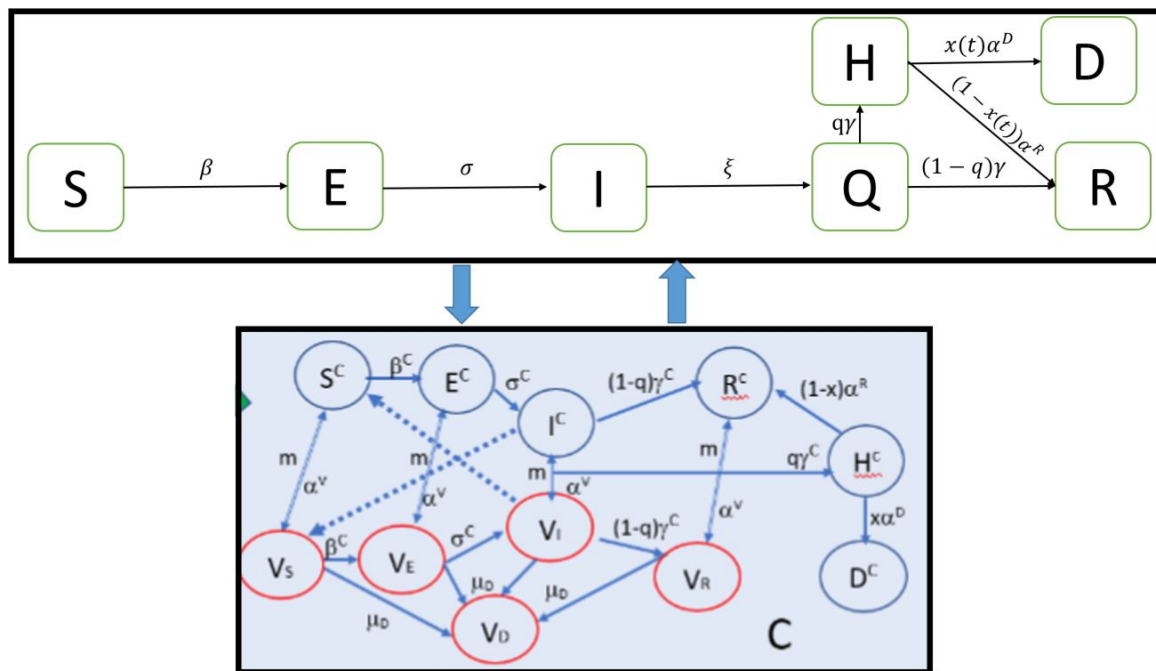 H
x(t)α^D
D
(1 − x(t))α^R
qγ
S
β
E
σ
I
ξ
Q
(1 − q)γ
R
S^C
β^C
E^C
σ^C
I^C
(1-q)γ^C
R^C
(1-x)α^R
m
α^V
m
α^V
m
α^V
qγ^C
m
α^V
H^C
xα^D
V_S
β^C
V_E
σ^C
V_I
(1-q)γ^C
V_R
D^C
μ_D
μ_D
μ_D
V_D
C